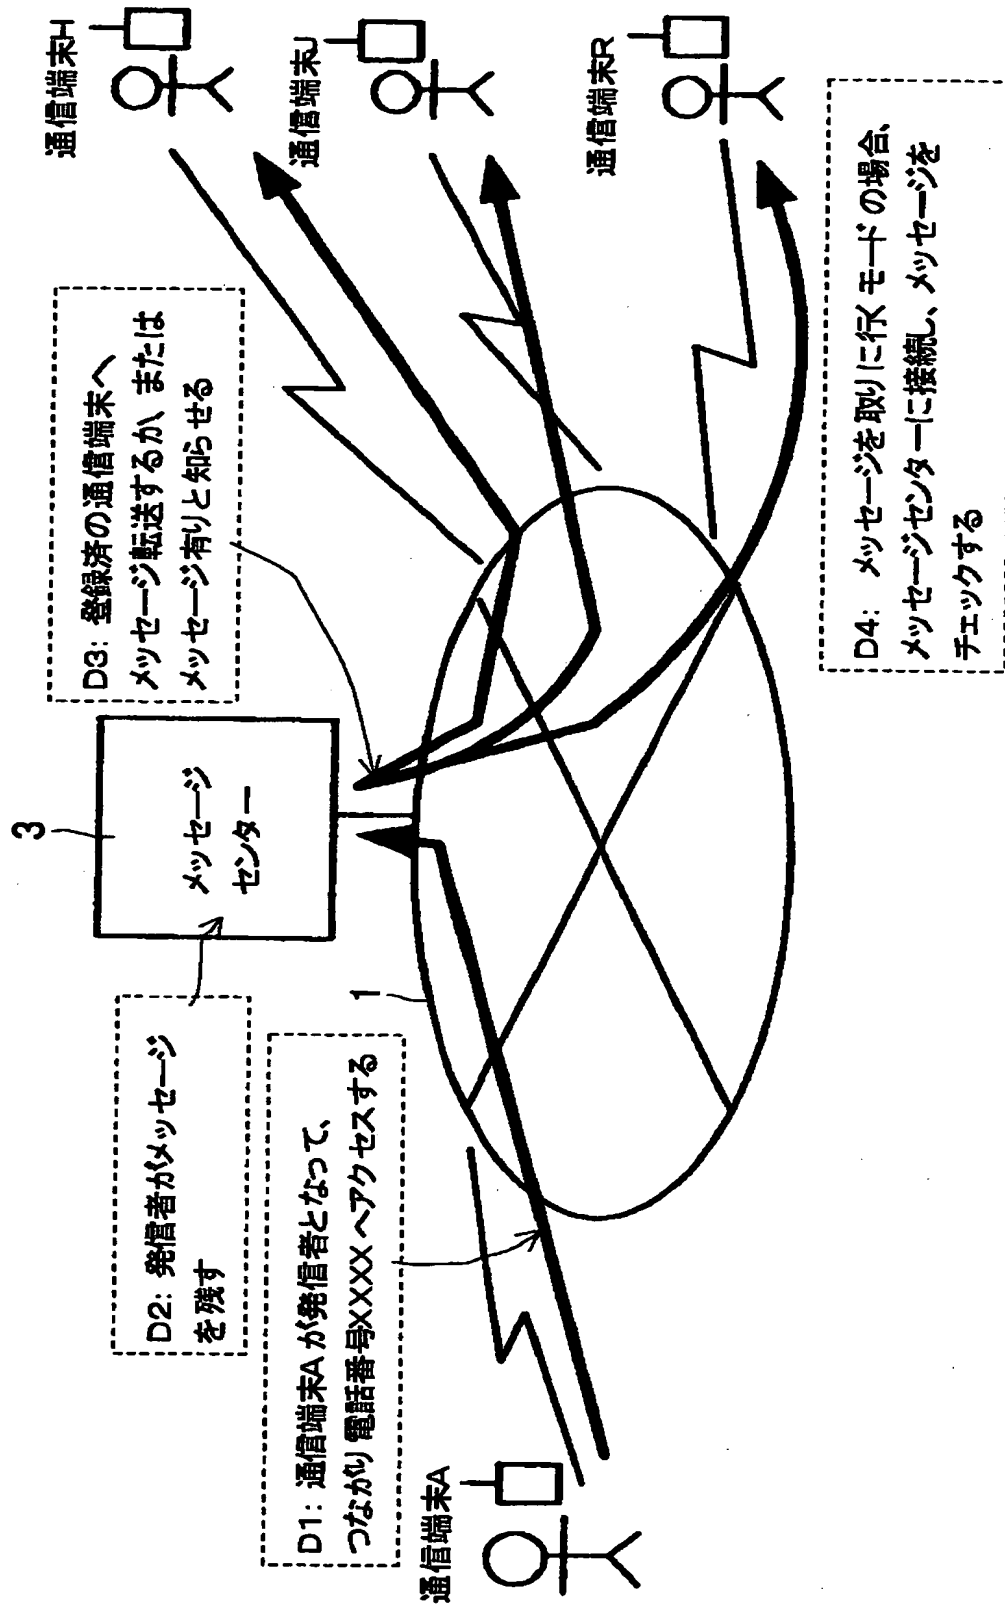 通信端末A
D1: 通信端末Aが発信者となって、
つながり電話番号XXXXへアクセスする
D2: 発信者がメッセージ
を残す
1
3
メッセージ
センター
D3: 登録済の通信端末へ
メッセージ転送するか、または
メッセージ有りと知らせる
通信端末H
通信端末J
通信端末R
D4: メッセージを取りに行くモードの場合、
メッセージセンターに接続し、メッセージを
チェックする